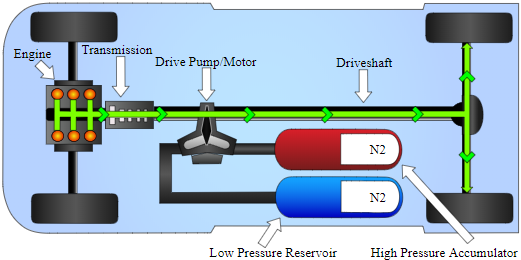 Engine
Transmission
Drive Pump/Motor
Driveshaft
N2
N2
Low Pressure Reservoir
High Pressure Accumulator